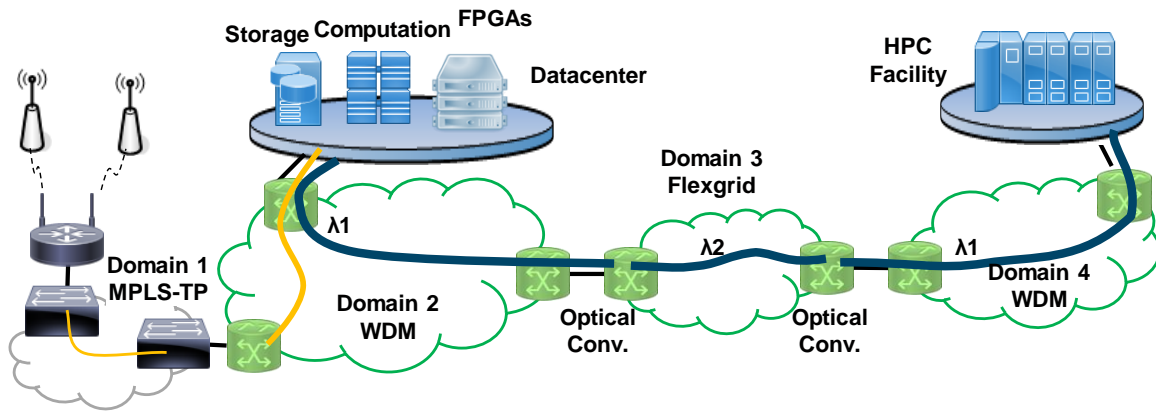 FPGAs
Storage
Computation
Datacenter
HPC
Facility
Domain 3
Flexgrid
λ1
λ2
λ1
Domain 1
MPLS-TP
Domain 2
WDM
Domain 4
WDM
Optical
Conv.
Optical
Conv.